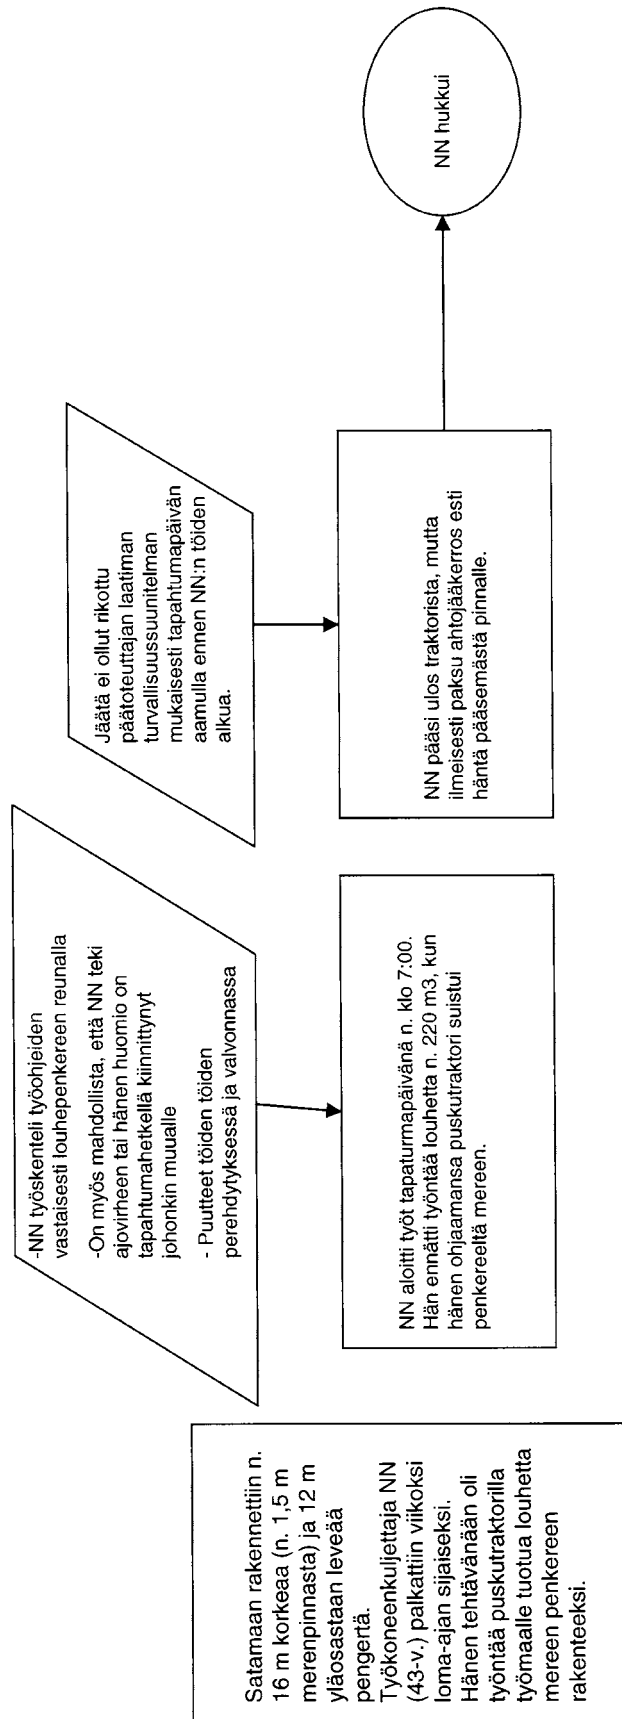 Satamaan rakennettiin n.
16 m korkeaa (n. 1,5 m
merenpinnasta) ja 12 m
yläosastaan leveää
pengertä.
Työkoneenkuljettaja NN
(43-v.) palkattiin viikoksi
loma-ajan sijaiseksi.
Hänen tehtävänään oli
työntää puskutraktorilla
työmaalle tuotua louhetta
mereen penkereen
rakenteeksi.
-NN työskenteli työohjeiden
vastaisesti louhepenkereen reunalla
-On myös mahdollista, että NN teki
ajovirheen tai hänen huomio on
tapahtumahetkellä kiinnittynyt
johonkin muualle
- Puutteet töiden töiden
perehdytyksessä ja valvonnassa
NN aloitti työt tapaturmapäivänä n. klo 7:00.
Hän ennätti työntää louhetta n. 220 m3, kun
hänen ohjaamansa puskutraktori suistui
penkereeltä mereen.
Jäätä ei ollut rikottu
päätoteuttajan laatiman
turvallisuussuunitelman
mukaisesti tapahtumapäivän
aamulla ennen NN:n töiden
alkua.
NN pääsi ulos traktorista, mutta
ilmeisesti paksu ahtojääkerros esti
häntä pääsemästä pinnalle.
NN hukkui